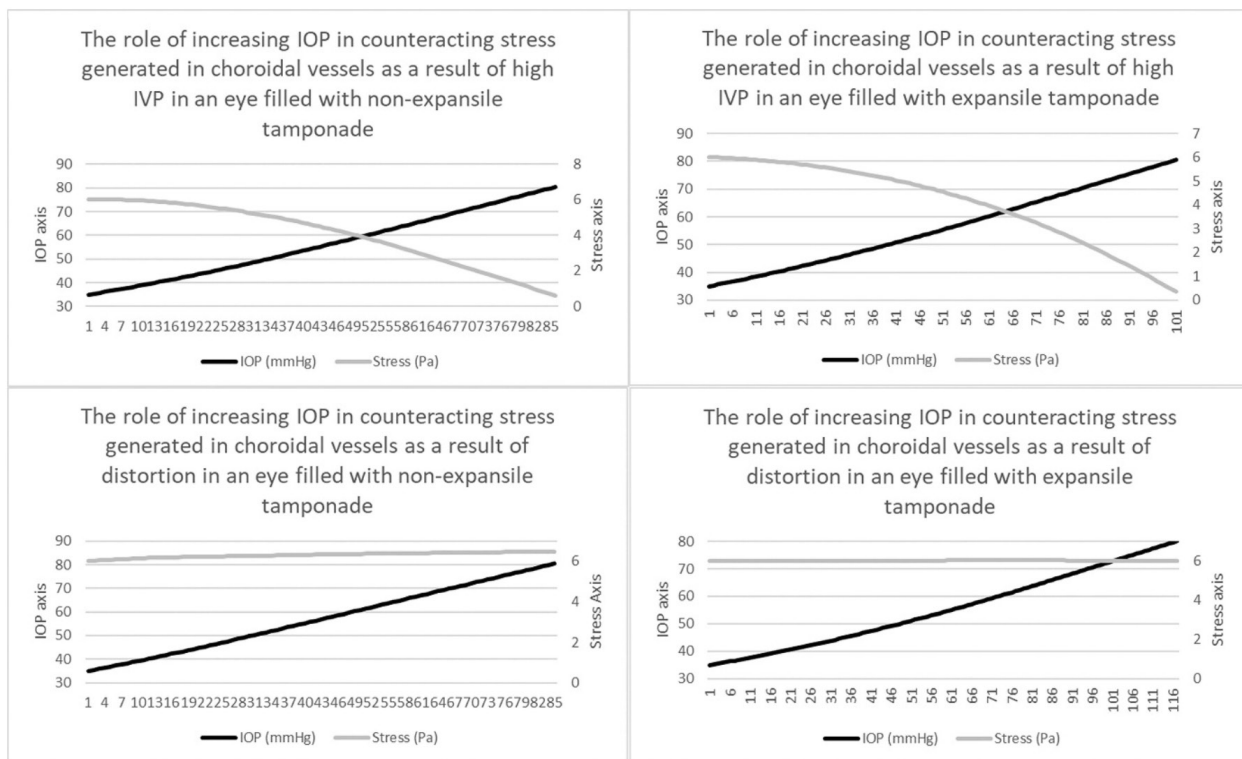 The role of increasing IOP in counteracting stress
generated in choroidal vessels as a result of high
IVP in an eye filled with non-expansile
tamponade
90
80
70
60
50
40
30
IOP axis
8
6
4
2
0
Stress axis
1 4 7 10131619222528313437404346495255586164677073767982​85
IOP (mmHg) Stress (Pa)
The role of increasing IOP in counteracting stress
generated in choroidal vessels as a result of high
IVP in an eye filled with expansile
tamponade
90
80
70
60
50
40
30
IOP axis
7
6
5
4
3
2
1
0
Stress axis
1 6 11 16 21 26 31 36 41 46 51 56 61 66 71 76 81 86 91 96 101
IOP (mmHg) Stress (Pa)
The role of increasing IOP in counteracting stress
generated in choroidal vessels as a result of
distortion in an eye filled with non-expansile
tamponade
90
80
70
60
50
40
30
IOP axis
6
4
2
0
Stress Axis
1 4 7 10131619222528313437404346495255586164677073767982​85
IOP (mmHg) Stress (Pa)
The role of increasing IOP in counteracting stress
generated in choroidal vessels as a result of
distortion in an eye filled with expansile
tamponade
80
70
60
50
40
30
IOP axis
6
4
2
0
Stress axis
1 6 11 16 21 26 31 36 41 46 51 56 61 66 71 76 81 86 91 96 101 106 111 116
IOP (mmHg) Stress (Pa)